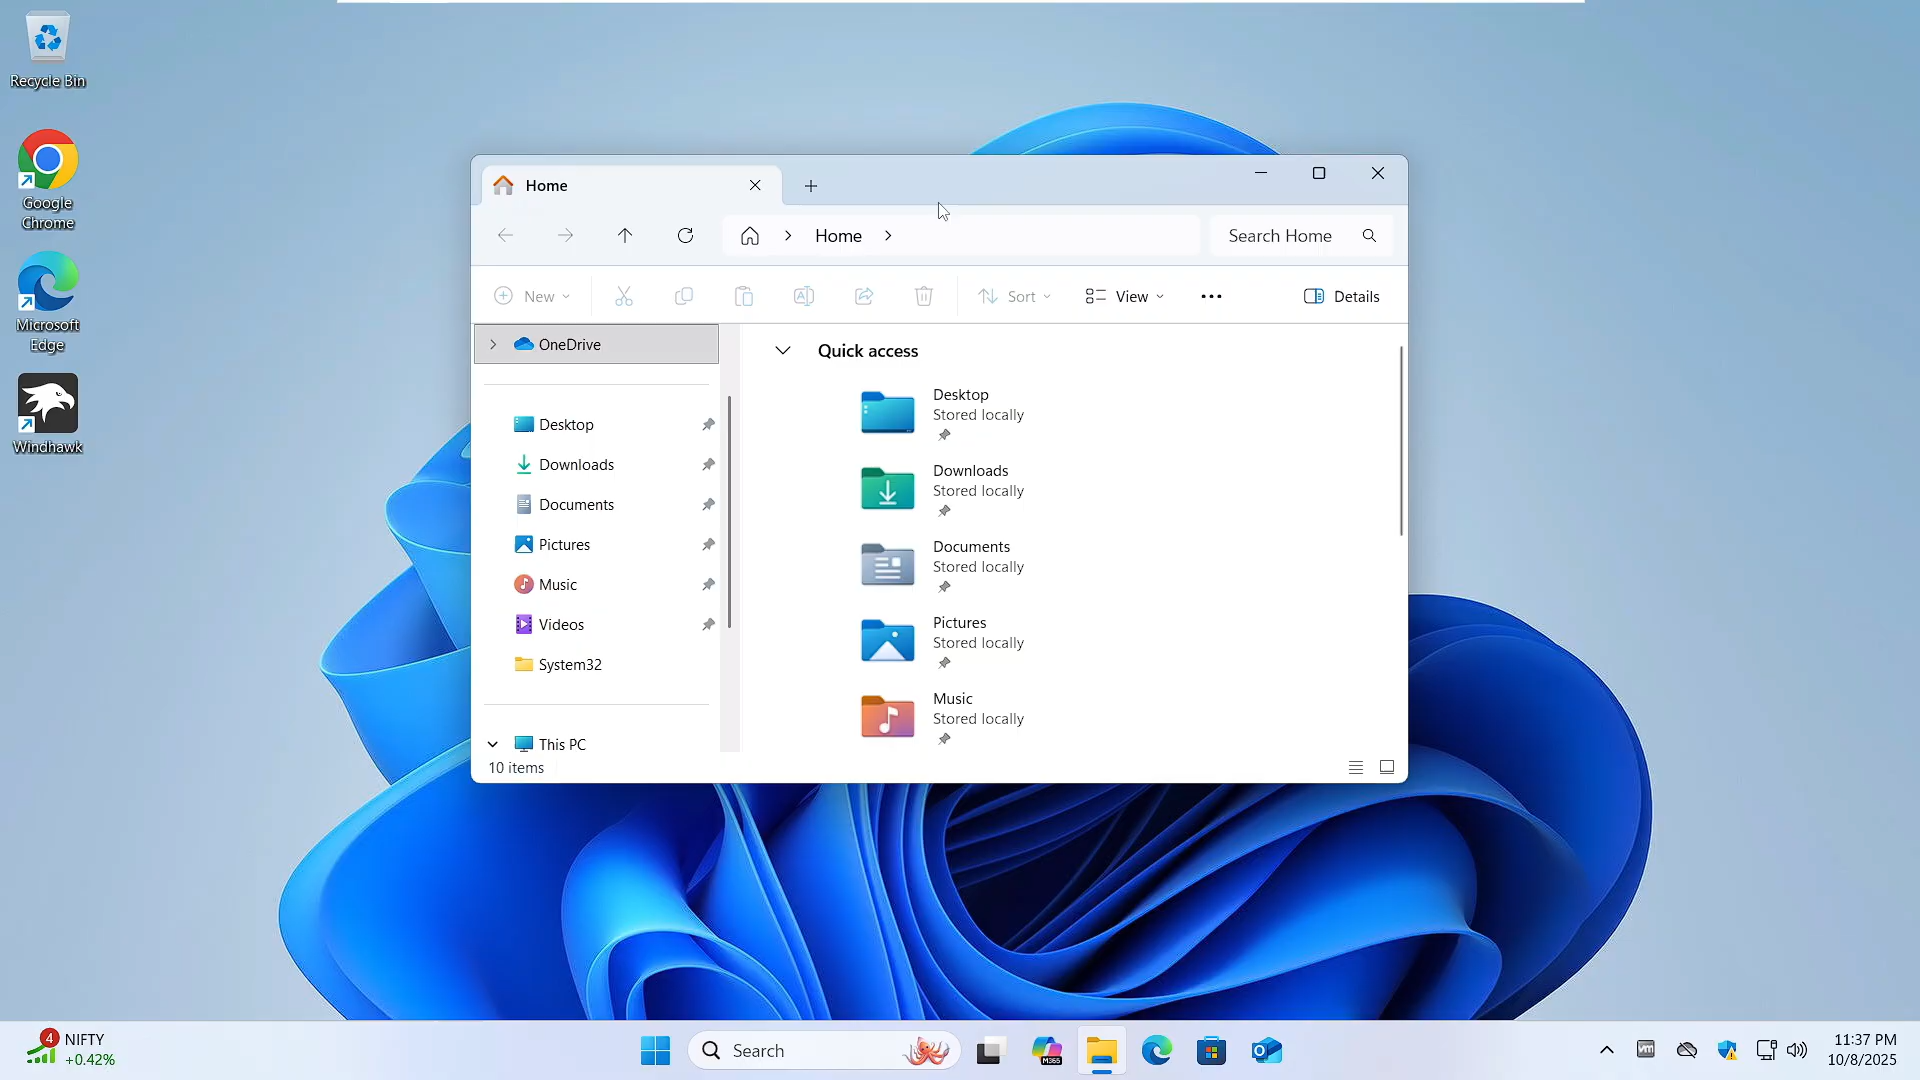 Recycle Bin
Google
Chrome
Microsoft
Edge
Windhawk
Home
Home
Search Home
New
Sort
View
Details
OneDrive
Desktop
Downloads
Documents
Pictures
Music
Videos
System32
This PC
10 items
Quick access
Desktop
Stored locally
Downloads
Stored locally
Documents
Stored locally
Pictures
Stored locally
Music
Stored locally
4
NIFTY
+0.42%
Search
M365
vm
11:37 PM
10/8/2025